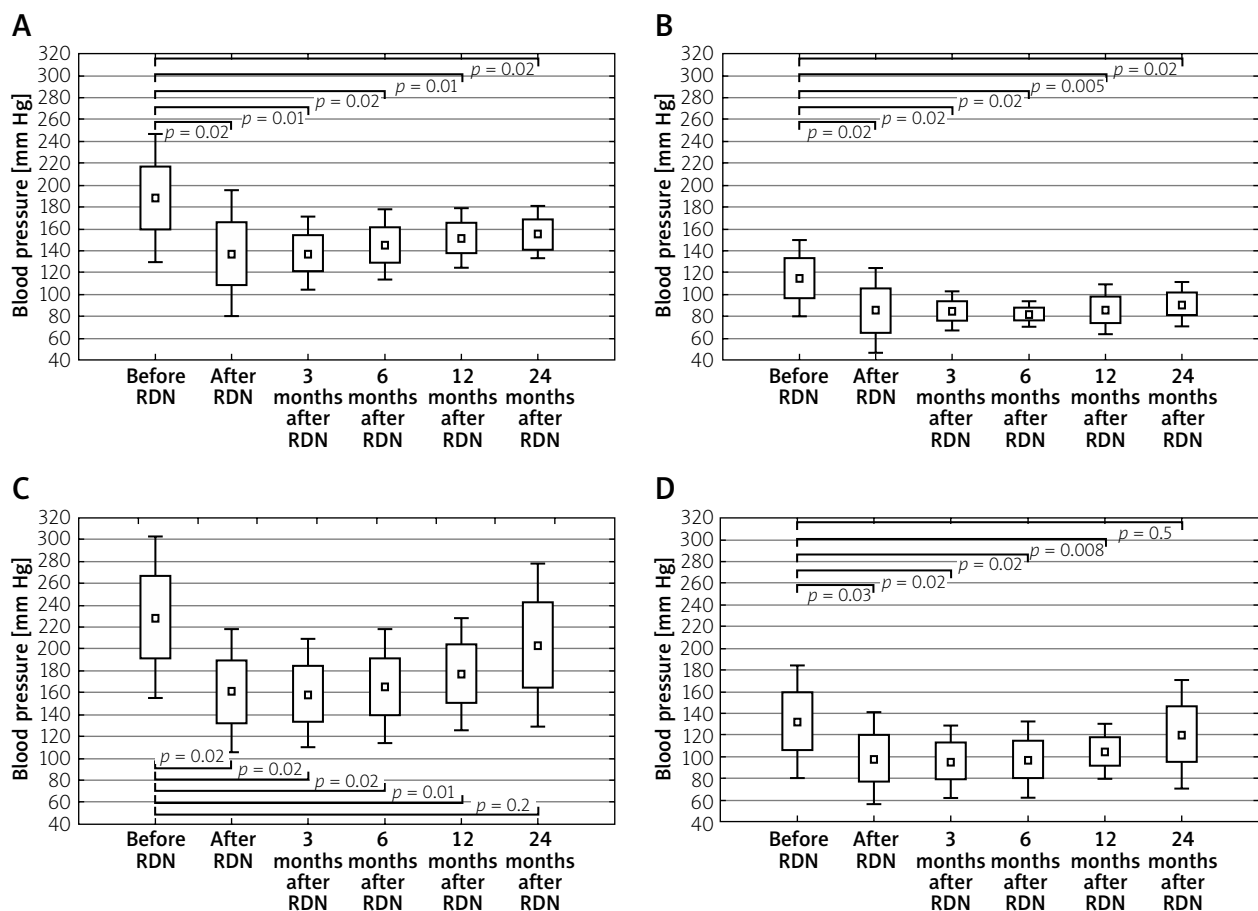 A
Blood pressure [mm Hg]
320
300
280
260
240
220
200
180
160
140
120
100
80
60
40
p = 0.02
p = 0.01
p = 0.02
p = 0.01
p = 0.02
Before RDN
After RDN
3 months after RDN
6 months after RDN
12 months after RDN
24 months after RDN
B
Blood pressure [mm Hg]
320
300
280
260
240
220
200
180
160
140
120
100
80
60
40
p = 0.02
p = 0.005
p = 0.02
p = 0.02
p = 0.02
Before RDN
After RDN
3 months after RDN
6 months after RDN
12 months after RDN
24 months after RDN
C
Blood pressure [mm Hg]
320
300
280
260
240
220
200
180
160
140
120
100
80
60
40
p = 0.02
p = 0.02
p = 0.02
p = 0.01
p = 0.2
Before RDN
After RDN
3 months after RDN
6 months after RDN
12 months after RDN
24 months after RDN
D
Blood pressure [mm Hg]
320
300
280
260
240
220
200
180
160
140
120
100
80
60
40
p = 0.5
p = 0.008
p = 0.02
p = 0.02
p = 0.03
Before RDN
After RDN
3 months after RDN
6 months after RDN
12 months after RDN
24 months after RDN